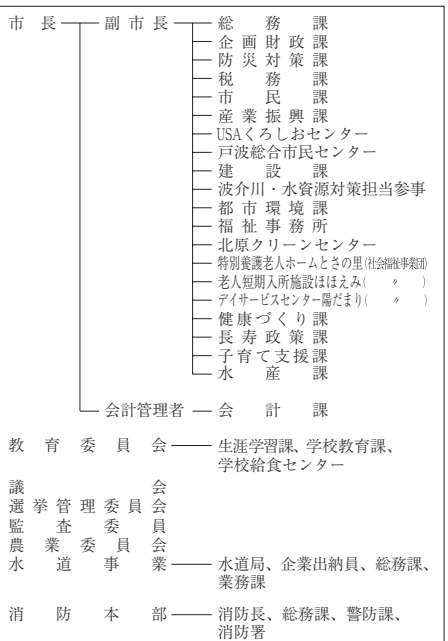 市長 副市長 総務課
企画財政課
防災対策課
税務課
市民課
産業振興課
USAくろしおセンター
戸波総合市民センター
建設課
波介川・水資源対策担当参事
都市環境課
福祉事務所
北原クリーンセンター
特別養護老人ホームとさの里(社会福祉事業団)
老人短期入所施設ほほえみ( 〃 )
デイサービスセンター陽だまり( 〃 )
健康づくり課
長寿政策課
子育て支援課
水産課
会計管理者 会計課
教育委員会 生涯学習課、学校教育課、
学校給食センター
議会
選挙管理委員会
監査委員
農業委員会
水道事業 水道局、企業出納員、総務課、
業務課
消防本部 消防長、総務課、警防課、
消防署